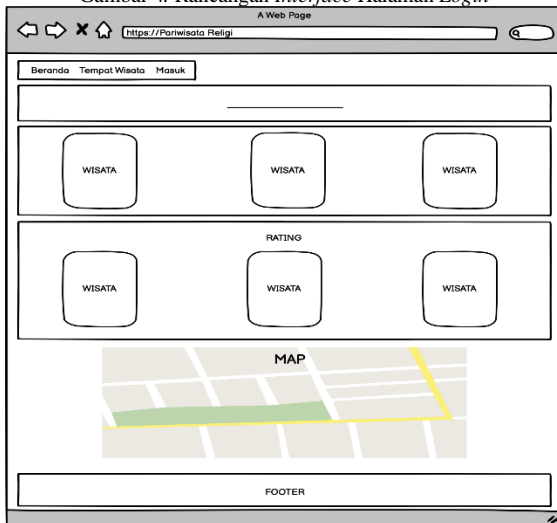 Gambar 4. Rancangan Interface Halaman Login
A Web Page
https://Pariwisata Religi
Beranda Tempat Wisata Masuk
WISATA WISATA WISATA
RATING
WISATA WISATA WISATA
MAP
FOOTER